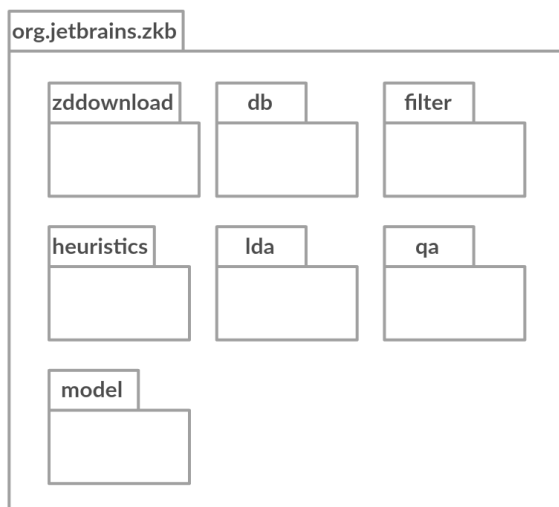 org.jetbrains.zkb
zddownload
db
filter
heuristics
lda
qa
model